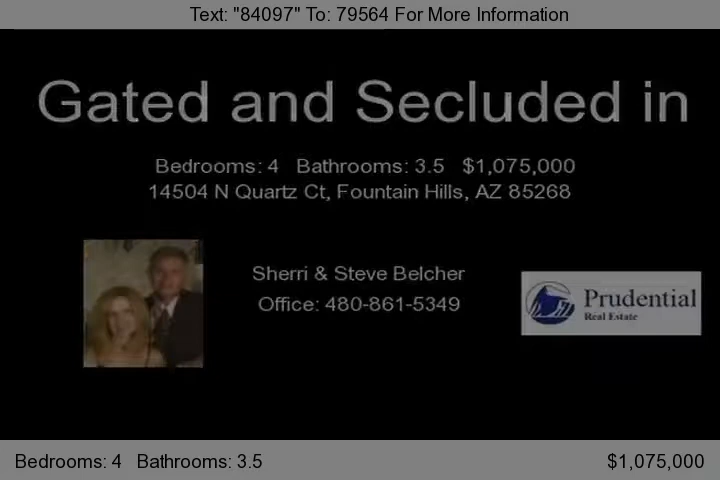 Text: "84097" To: 79564 For More Information
Gated and Secluded in
Bedrooms: 4 Bathrooms: 3.5 $1,075,000
14504 N Quartz Ct, Fountain Hills, AZ 85268
Sherri & Steve Belcher
Office: 480-861-5349
Prudential
Real Estate
Bedrooms: 4 Bathrooms: 3.5 $1,075,000